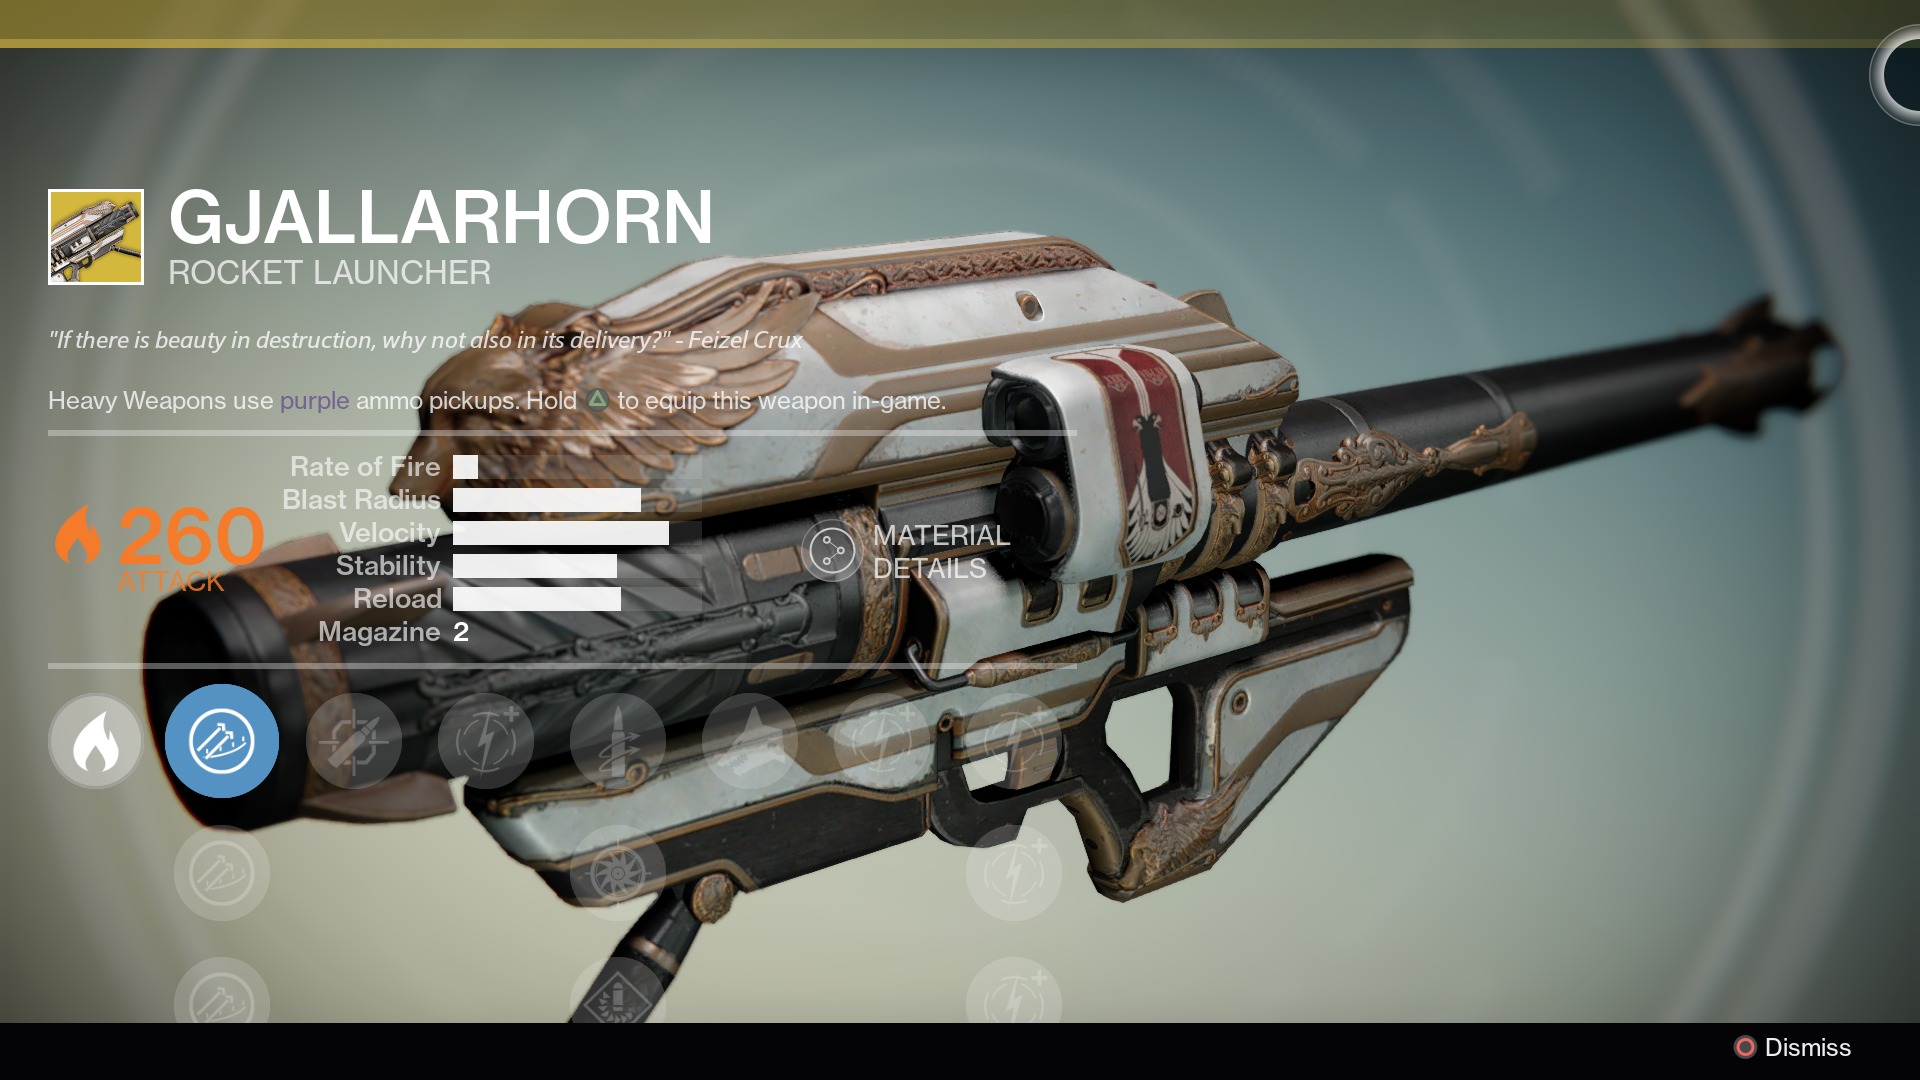 GJALLARHORN
ROCKET LAUNCHER
"If there is beauty in destruction, why not also in its delivery?" - Feizel Crux
Heavy Weapons use purple ammo pickups. Hold to equip this weapon in-game.
260
ATTACK
Rate of Fire
Blast Radius
Velocity
Stability
Reload
Magazine 2
MATERIAL
DETAILS
Dismiss